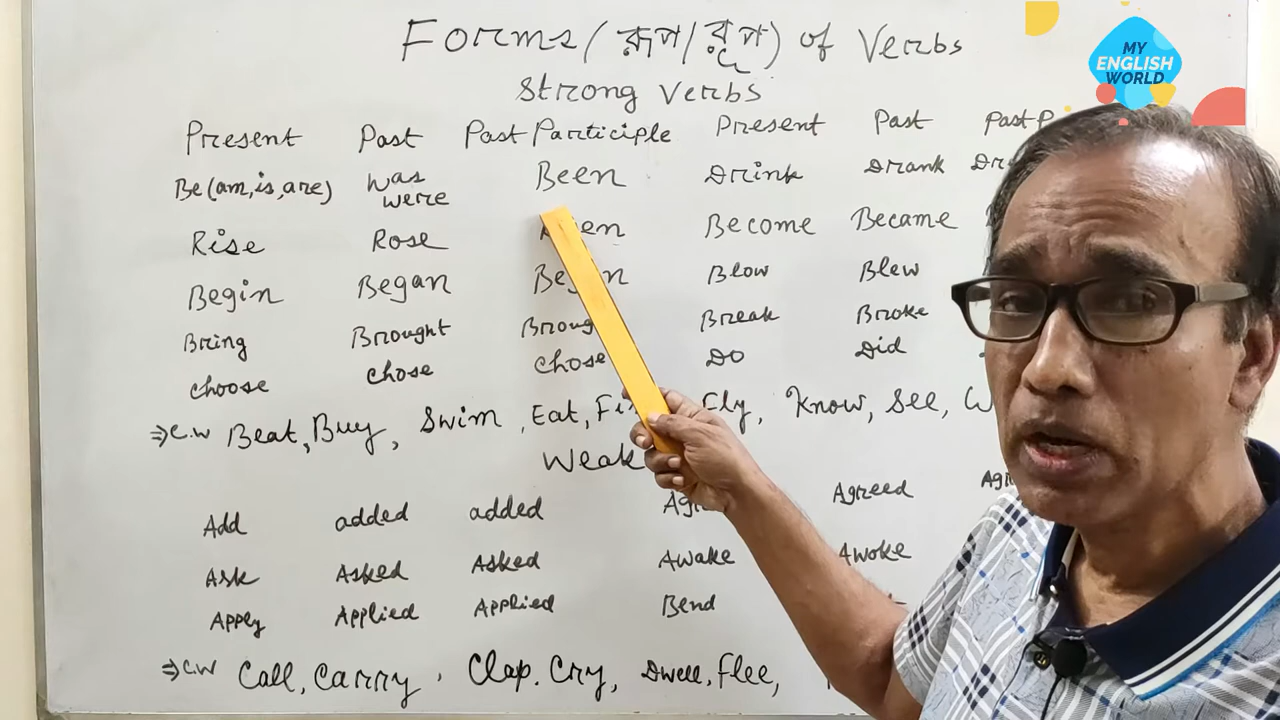 Forms (রূপ/র্ূপ) of Verbs
Strong Verbs
Present Past Past Participle Present Past Past P
Be (am, is, are) was were Been Drink Drank
Rise Rose Become Became
Begin Began Blow Blew
Bring Brought Break Broke
Choose Chose Chose Do Did
⇒ C.W Beat, Buy, Swim, Eat, Fly, Know, See,
Weak
Add added added Agreed
Ask Asked Asked Awake Awoke
Apply Applied Applied Bend
⇒ C.W Call, Carry, Clap. Cry, Dwell, Flee,
MY
ENGLISH
WORLD